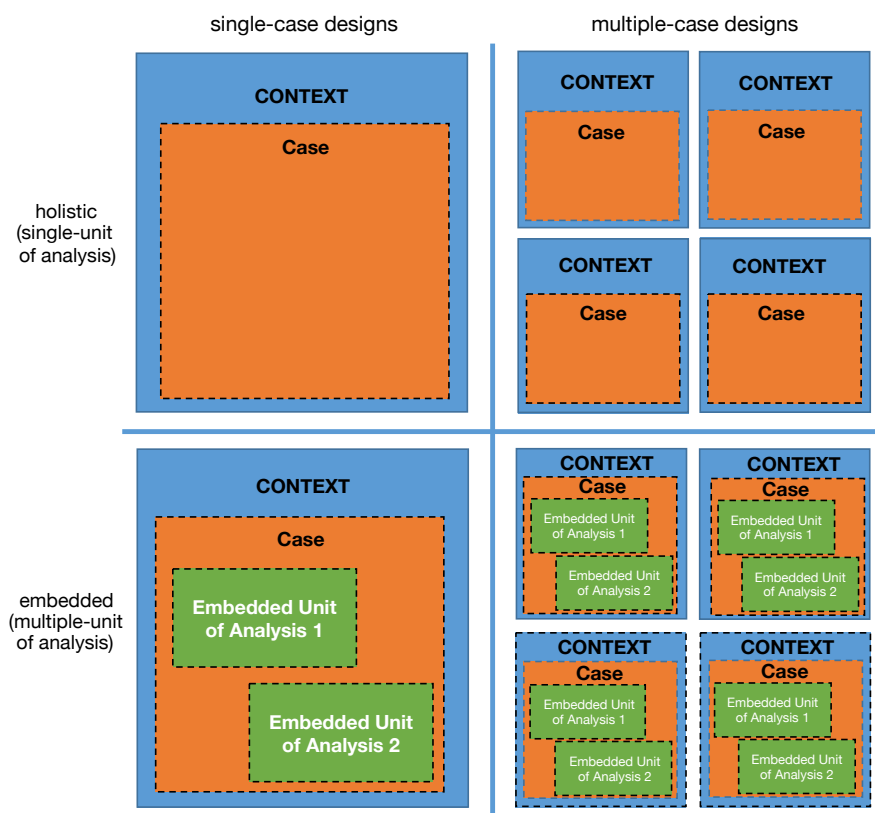 single-case designs
multiple-case designs
holistic
(single-unit
of analysis)
CONTEXT
Case
CONTEXT
Case
CONTEXT
Case
CONTEXT
Case
CONTEXT
Case
embedded
(multiple-unit
of analysis)
CONTEXT
Case
Embedded Unit
of Analysis 1
Embedded Unit
of Analysis 2
CONTEXT
Case
Embedded Unit
of Analysis 1
Embedded Unit
of Analysis 2
CONTEXT
Case
Embedded Unit
of Analysis 1
Embedded Unit
of Analysis 2
CONTEXT
Case
Embedded Unit
of Analysis 1
Embedded Unit
of Analysis 2
CONTEXT
Case
Embedded Unit
of Analysis 1
Embedded Unit
of Analysis 2